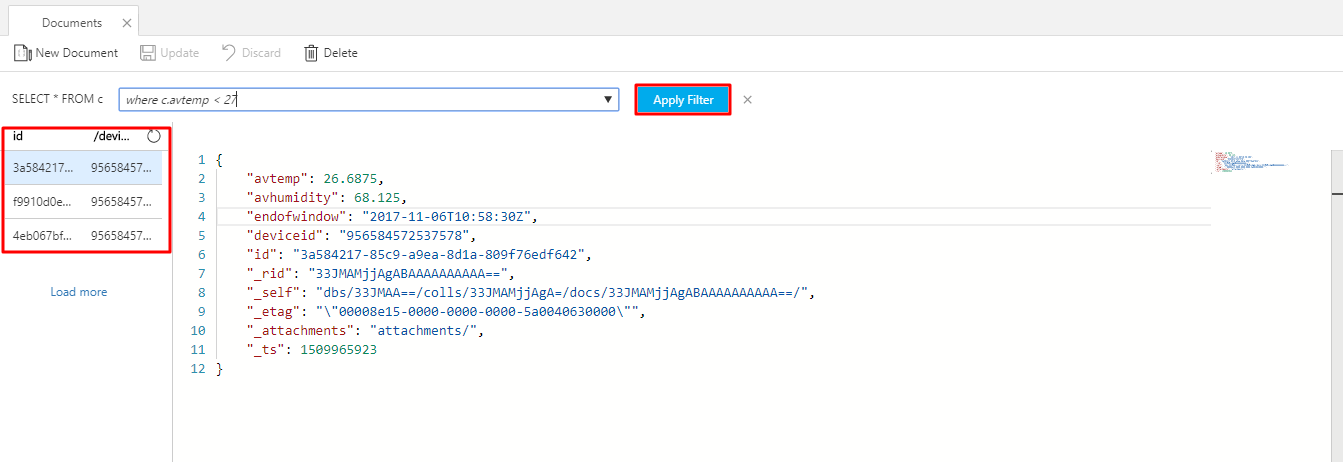 Documents
New Document Update Discard Delete
SELECT * FROM c where c.avtemp < 27 Apply Filter
id /devi...
3a584217... 95658457...
f9910d0e... 95658457...
4eb067bf... 95658457...
Load more
1 {
2 "avtemp": 26.6875,
3 "avhumidity": 68.125,
4 "endofwindow": "2017-11-06T10:58:30Z",
5 "deviceid": "956584572537578",
6 "id": "3a584217-85c9-a9ea-8d1a-809f76edf642",
7 "_rid": "33JMAMjjAgABAAAAAAAAAA==",
8 "_self": "dbs/33JMAA==/colls/33JMAMjjAgA=/docs/33JMAMjjAgABAAAAAAAAAA==/",
9 "_etag": "\"00008e15-0000-0000-0000-5a0040630000\"",
10 "_attachments": "attachments/",
11 "_ts": 1509965923
12 }